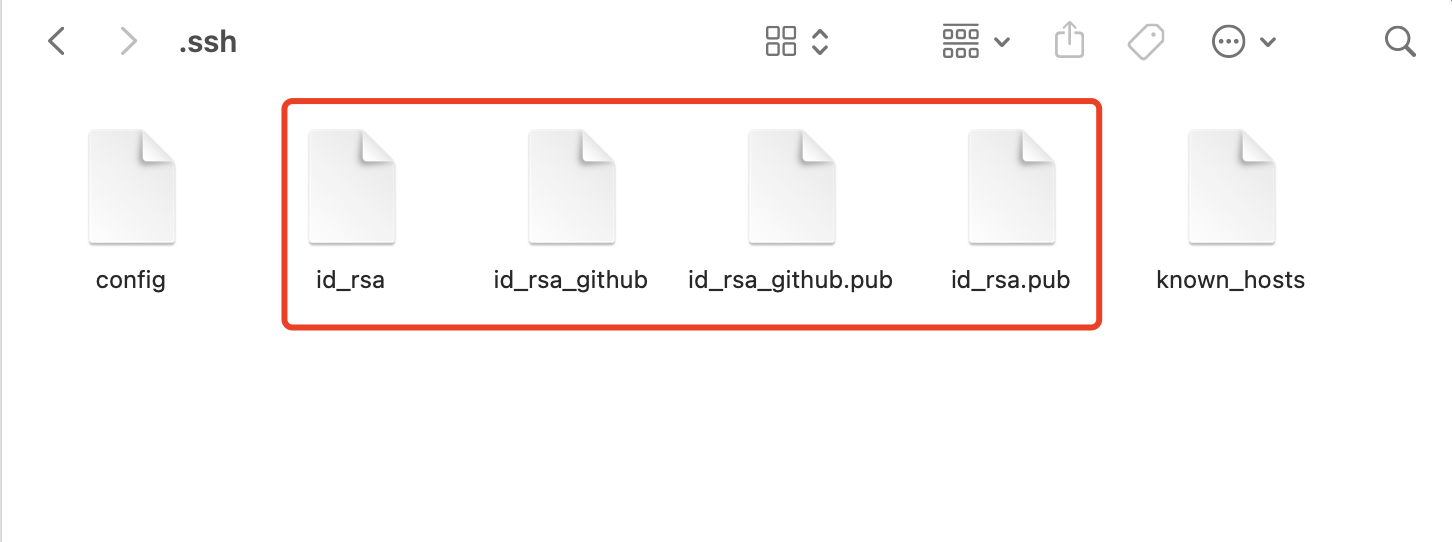 .ssh
config
id_rsa
id_rsa_github
id_rsa_github.pub
id_rsa.pub
known_hosts